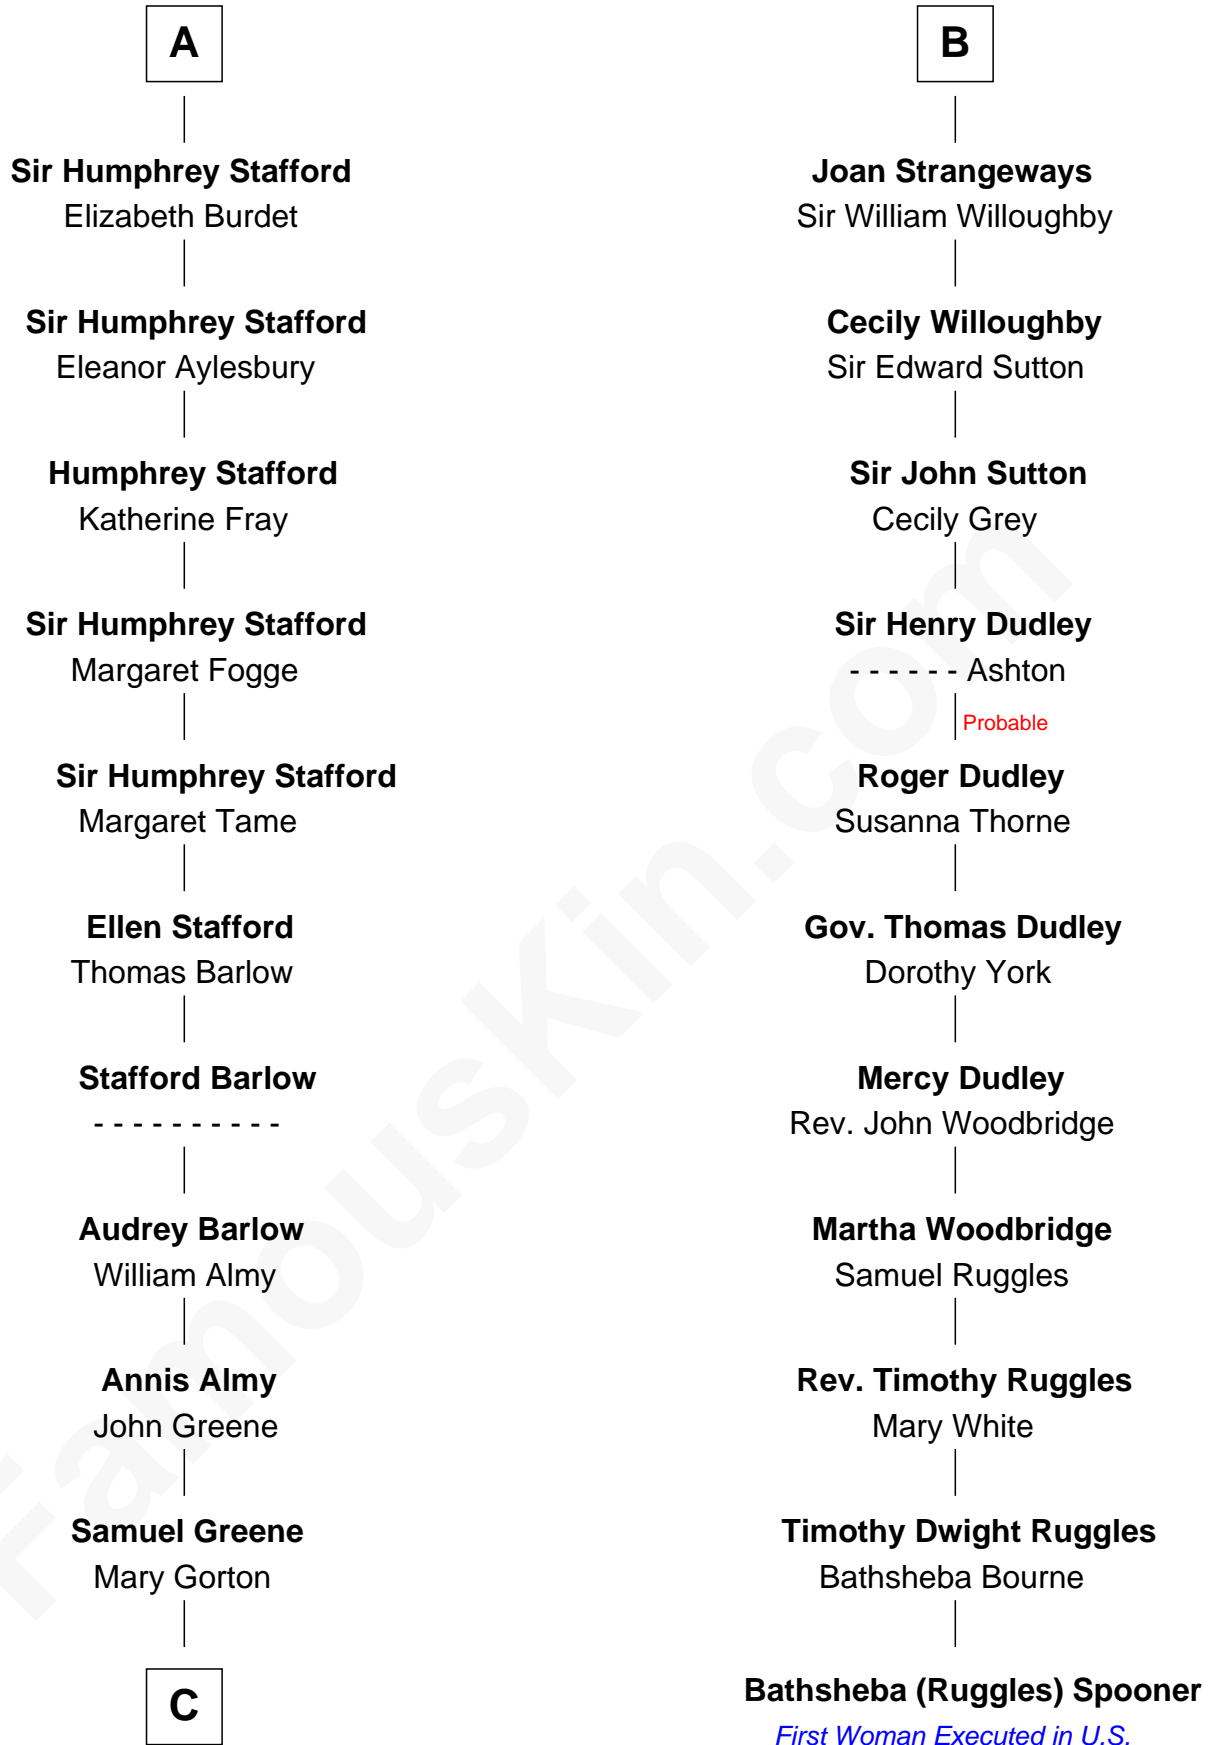 A
Sir Humphrey Stafford
Elizabeth Burdet
Sir Humphrey Stafford
Eleanor Aylesbury
Humphrey Stafford
Katherine Fray
Sir Humphrey Stafford
Margaret Fogge
Sir Humphrey Stafford
Margaret Tame
Ellen Stafford
Thomas Barlow
Stafford Barlow
- - - - - - - - - -
Audrey Barlow
William Almy
Annis Almy
John Greene
Samuel Greene
Mary Gorton
C
B
Joan Strangeways
Sir William Willoughby
Cecily Willoughby
Sir Edward Sutton
Sir John Sutton
Cecily Grey
Sir Henry Dudley
- - - - - - Ashton
Probable
Roger Dudley
Susanna Thorne
Gov. Thomas Dudley
Dorothy York
Mercy Dudley
Rev. John Woodbridge
Martha Woodbridge
Samuel Ruggles
Rev. Timothy Ruggles
Mary White
Timothy Dwight Ruggles
Bathsheba Bourne
Bathsheba (Ruggles) Spooner
First Woman Executed in U.S.
FamousKin.com